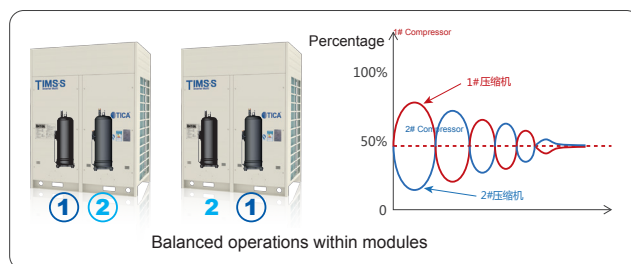 TIMS·S
TICA
1
2
TIMS·S
TICA
2
1
Balanced operations within modules
Percentage
1# Compressor
100%
1#压缩机
2# Compressor
50%
2#压缩机
0